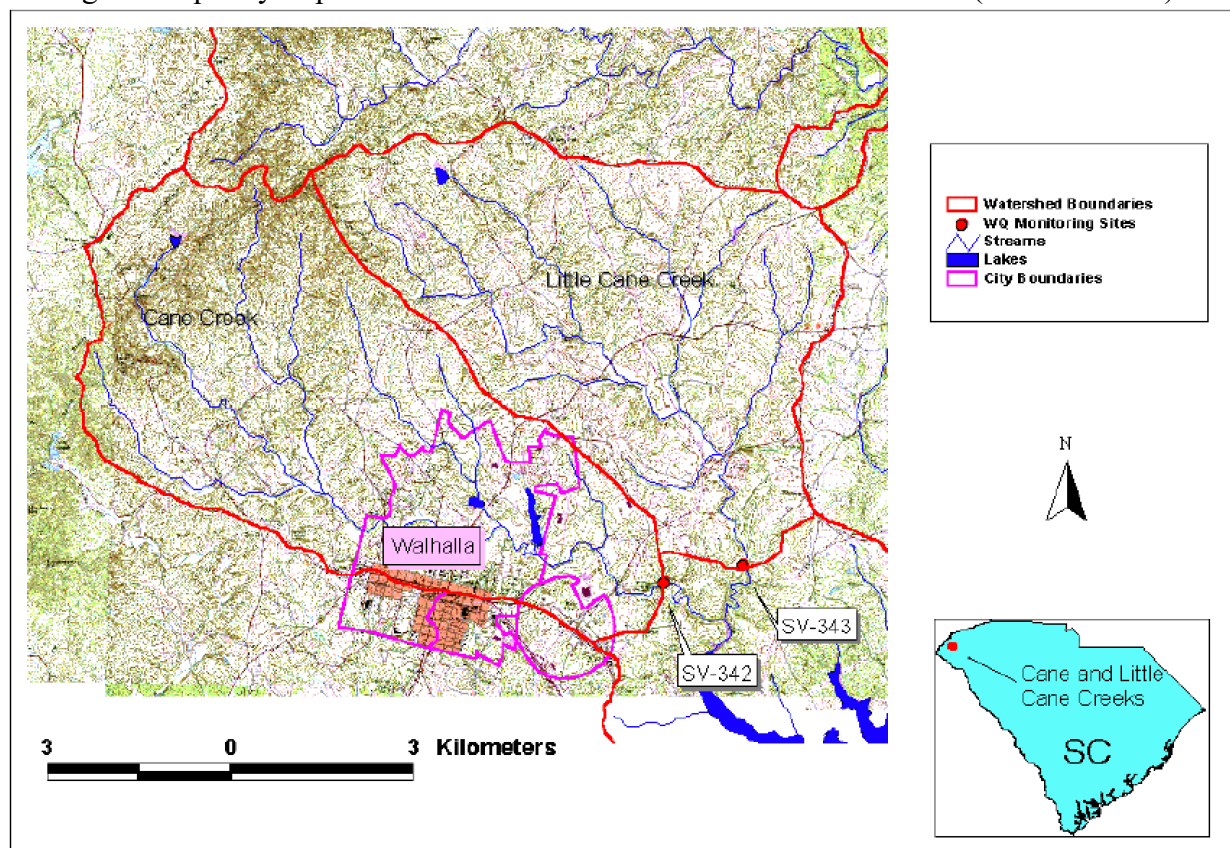 Watershed Boundaries
WQ Monitoring Sites
Streams
Lakes
City Boundaries
Little Cane Creek
Cane Creek
N
Walhalla
SV-343
SV-342
Cane and Little
Cane Creeks
SC
3 0 3 Kilometers